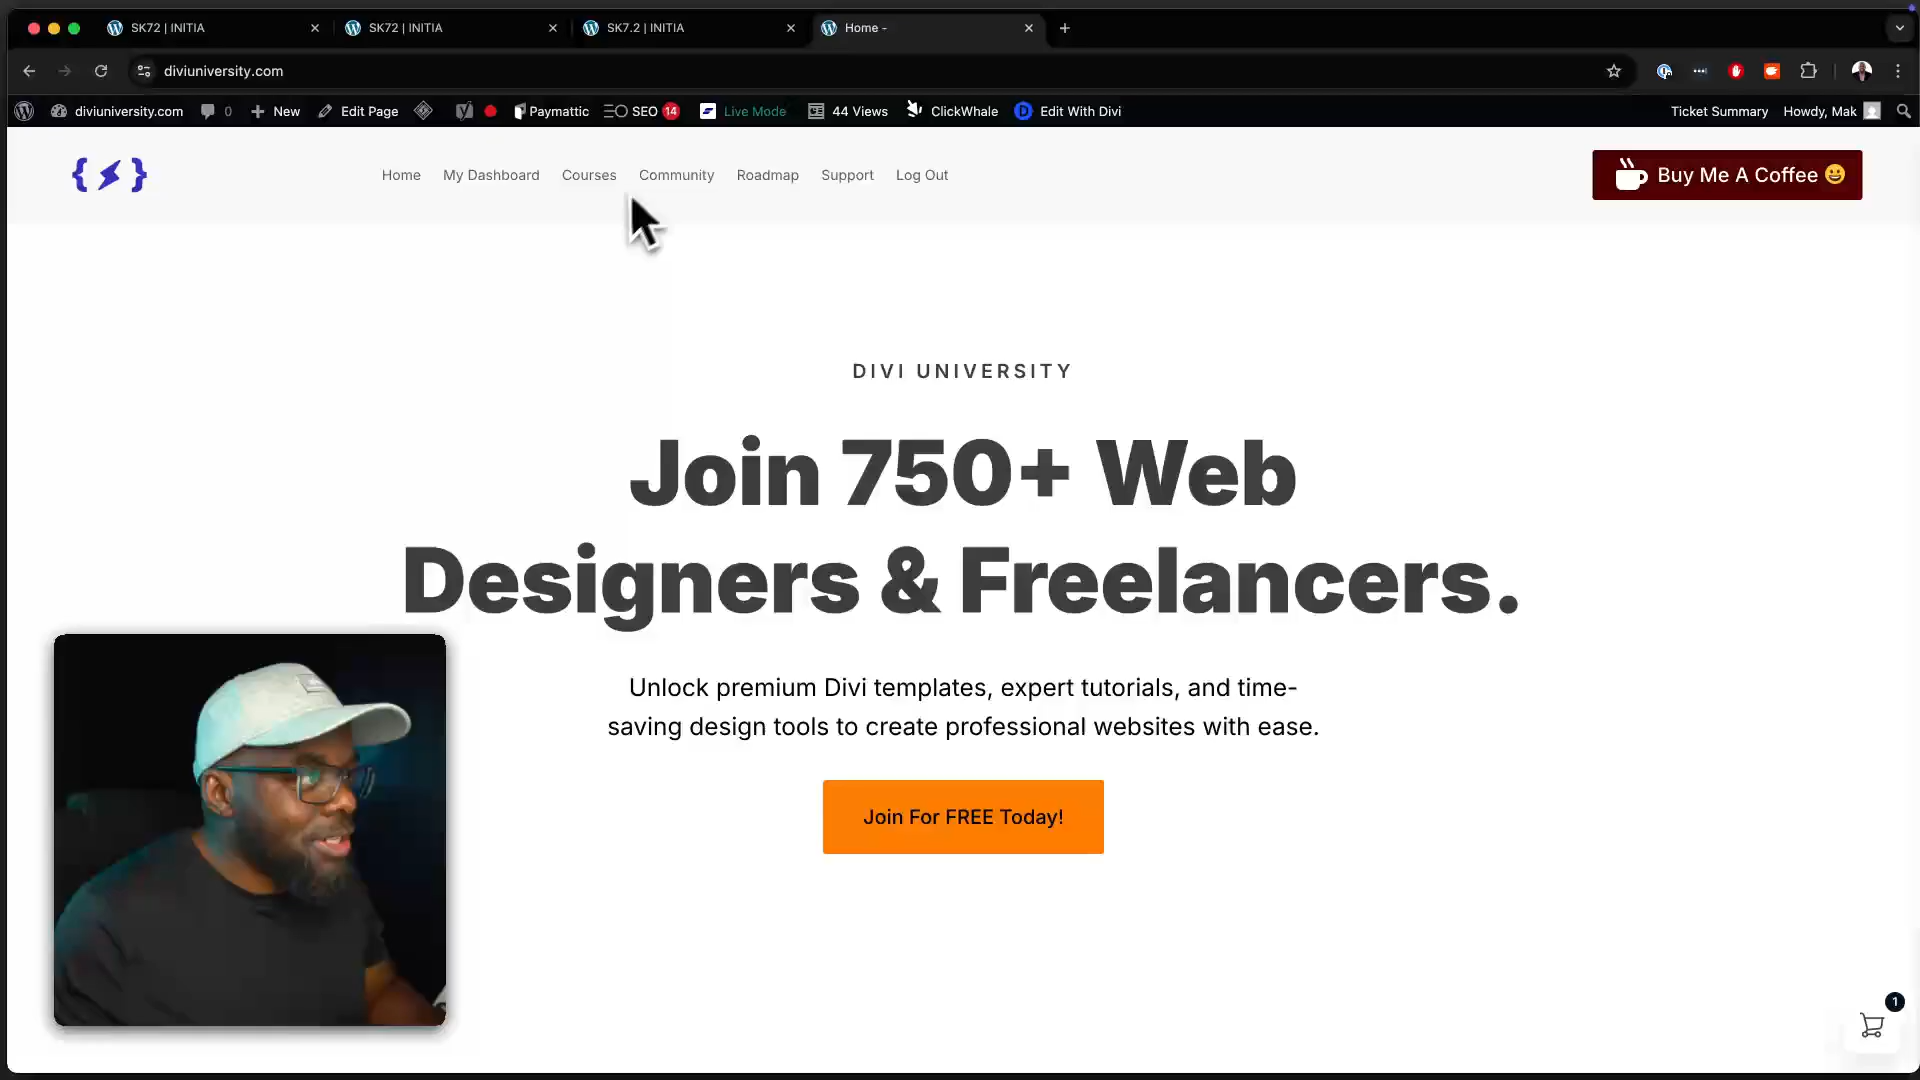 SK72 | INITIA
SK72 | INITIA
SK7.2 | INITIA
Home -
diviuniversity.com
diviuniversity.com
0
New
Edit Page
Paymattic
SEO 14
Live Mode
44 Views
ClickWhale
D Edit With Divi
Ticket Summary
Howdy, Mak
Home
My Dashboard
Courses
Community
Roadmap
Support
Log Out
Buy Me A Coffee 😀
DIVI UNIVERSITY
Join 750+ Web
Designers & Freelancers.
Unlock premium Divi templates, expert tutorials, and time-
saving design tools to create professional websites with ease.
Join For FREE Today!
1